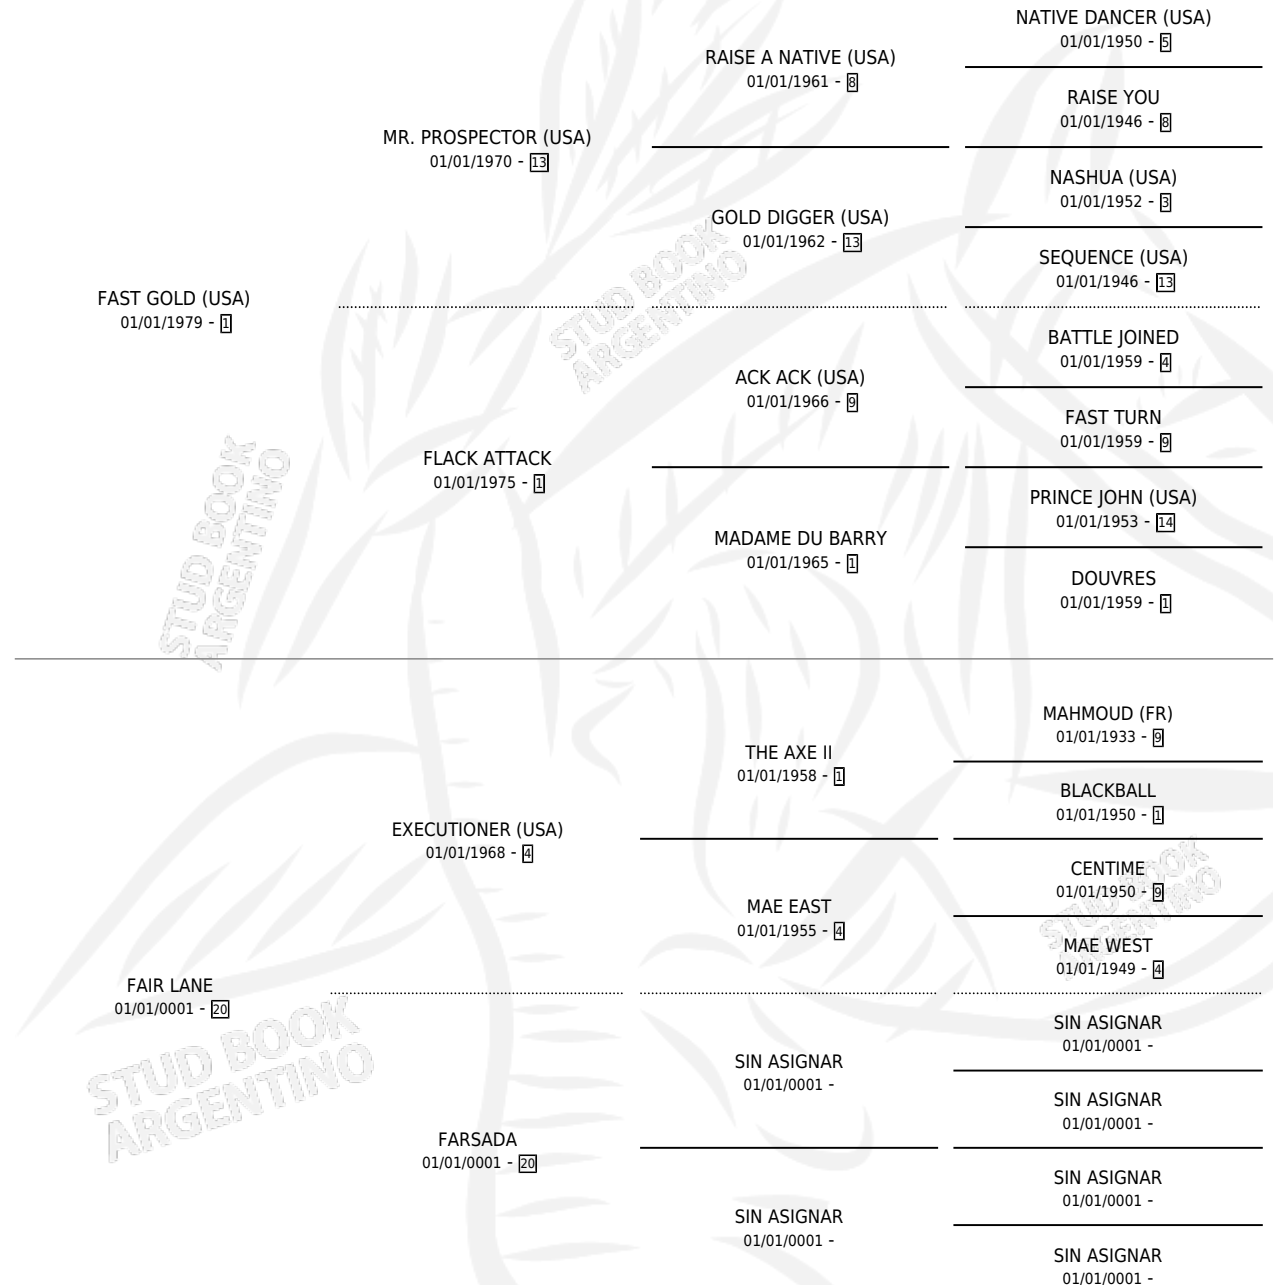 NATIVE DANCER (USA)
01/01/1950 - 5
RAISE A NATIVE (USA)
01/01/1961 - 8
RAISE YOU
01/01/1946 - 8
MR. PROSPECTOR (USA)
01/01/1970 - 13
NASHUA (USA)
01/01/1952 - 3
GOLD DIGGER (USA)
01/01/1962 - 13
SEQUENCE (USA)
01/01/1946 - 13
FAST GOLD (USA)
01/01/1979 - 1
BATTLE JOINED
01/01/1959 - 4
ACK ACK (USA)
01/01/1966 - 9
FAST TURN
01/01/1959 - 9
FLACK ATTACK
01/01/1975 - 1
PRINCE JOHN (USA)
01/01/1953 - 14
MADAME DU BARRY
01/01/1965 - 1
DOUVRES
01/01/1959 - 1
MAHMOUD (FR)
01/01/1933 - 9
THE AXE II
01/01/1958 - 1
BLACKBALL
01/01/1950 - 1
EXECUTIONER (USA)
01/01/1968 - 4
CENTIME
01/01/1950 - 9
MAE EAST
01/01/1955 - 4
MAE WEST
01/01/1949 - 4
FAIR LANE
01/01/0001 - 20
SIN ASIGNAR
01/01/0001 -
SIN ASIGNAR
01/01/0001 -
SIN ASIGNAR
01/01/0001 -
FARSADA
01/01/0001 - 20
SIN ASIGNAR
01/01/0001 -
SIN ASIGNAR
01/01/0001 -
SIN ASIGNAR
01/01/0001 -
STUD BOOK
ARGENTINO
STUD BOOK
ARGENTINO
STUD BOOK
ARGENTINO
STUD BOOK
ARGENTINO